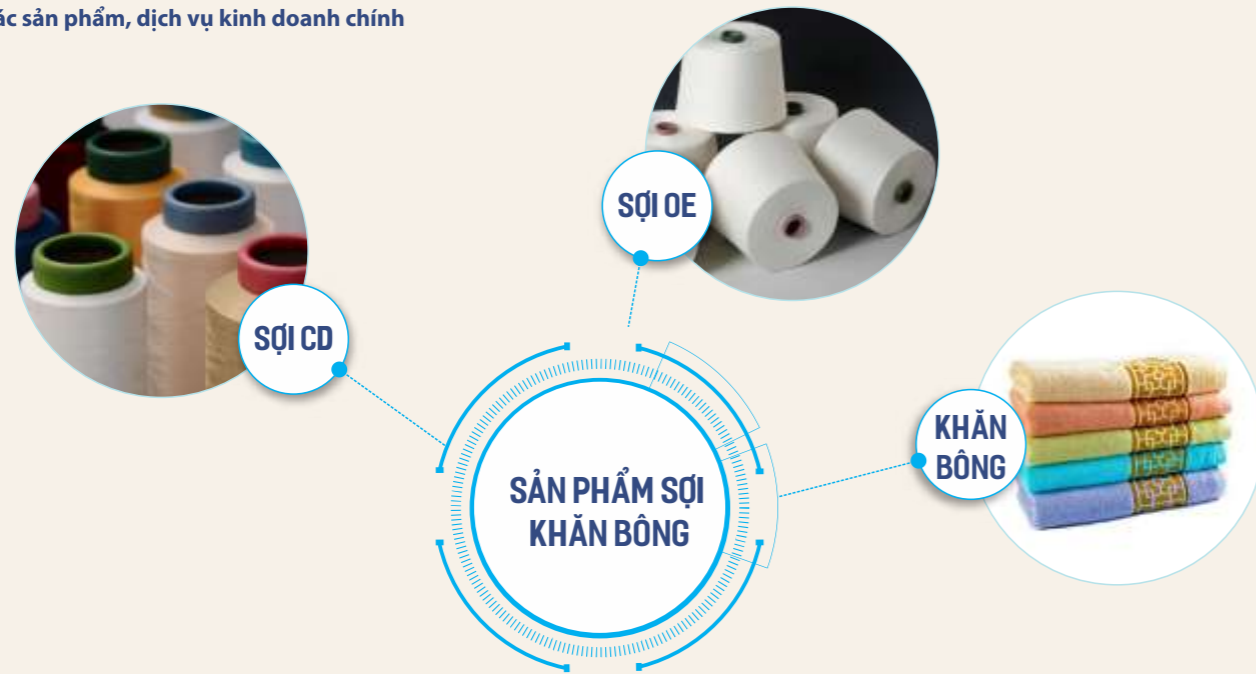 ác sản phẩm, dịch vụ kinh doanh chính
SỢI OE
SỢI CD
KHĂN
BÔNG
SẢN PHẨM SỢI
KHĂN BÔNG